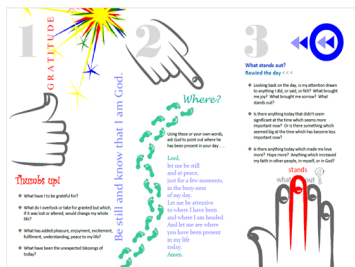 1
GRATITUDE
Thumbs up!
What have I to be grateful for?
What do I overlook or take for granted but which,
if it was lost or altered, would change my whole
life?
What has added pleasure, enjoyment, excitement,
fulfilment, understanding, peace to my life?
What have been the unexpected blessings of
today?
Be still and know that I am God.
2
Where?
Using these or your own words,
ask God to point out where he
has been present in your day . . .
Lord,
let me be still
and at peace,
just for a few moments,
in the busy-ness
of my day.
Let me be attentive
to where I have been
and where I am headed.
And let me see where
you have been present
in my life
today.
Amen.
3
What stands out?
Rewind the day < < <
Looking back on the day, is my attention drawn
to anything I did, or said, or felt? What brought
me joy? What brought me sorrow? What
stands out?
Is there anything today that didn't seem
significant at the time which seems more
important now? Or is there something which
seemed big at the time which has become less
important now?
Is there anything today which made me love
more? Hope more? Anything which increased
my faith in other people, in myself, or in God?
stands
what out ?